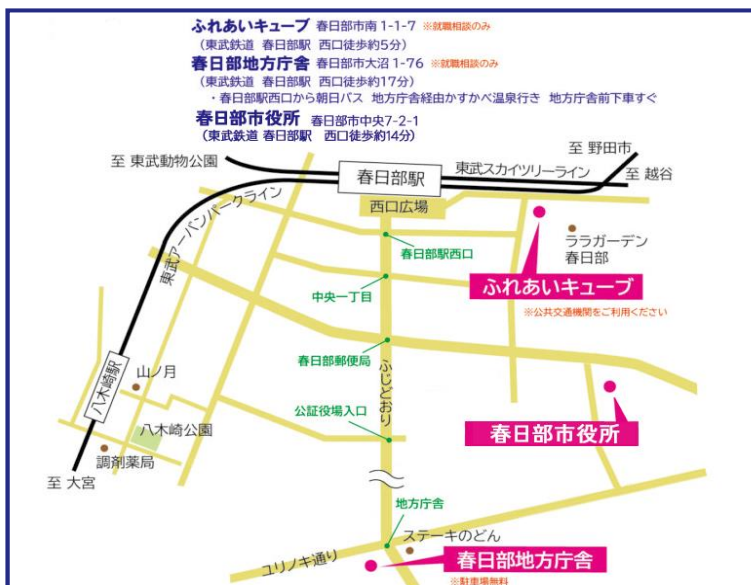 ふれあいキューブ 春日部市南1-1-7 ※就職相談のみ
（東武鉄道 春日部駅 西口徒歩約5分）
春日部地方庁舎 春日部市大沼1-76 ※就職相談のみ
（東武鉄道 春日部駅 西口徒歩約17分）
・春日部駅西口から朝日バス 地方庁舎経由かすかべ温泉行き 地方庁舎前下車すぐ
春日部市役所 春日部市中央7-2-1
（東武鉄道 春日部駅 西口徒歩約14分）
至 野田市
至 東武動物公園
東武スカイツリーライン
至 越谷
春日部駅
西口広場
東武アーバンパークライン
春日部駅西口
ララガーデン
春日部
ふれあいキューブ
中央一丁目
※公共交通機関をご利用ください
春日部郵便局
ふじどおり
八木崎駅
山ノ月
公証役場入口
春日部市役所
八木崎公園
調剤薬局
至 大宮
地方庁舎
ステーキのどん
ユリノキ通り
春日部地方庁舎
※駐車場無料